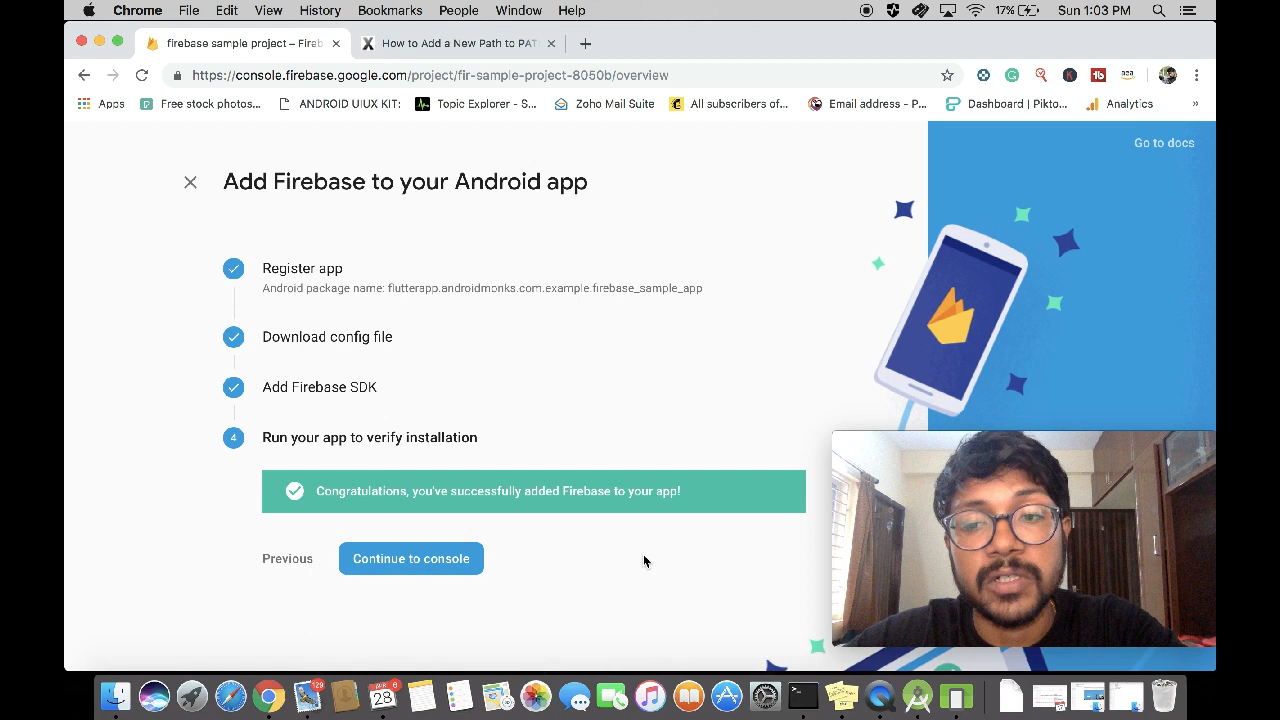 Chrome File Edit View History Bookmarks People Window Help 17% Sun 1:03 PM
firebase sample project – Fireb How to Add a New Path to PAT
https://console.firebase.google.com/project/fir-sample-project-8050b/overview
Apps Free stock photos... ANDROID UIUX KIT: Topic Explorer - S... Zoho Mail Suite All subscribers of... Email address - P... Dashboard | Pikto... Analytics »
Go to docs
Add Firebase to your Android app
Register app
Android package name: flutterapp.androidmonks.com.example.firebase_sample_app
Download config file
Add Firebase SDK
4 Run your app to verify installation
Congratulations, you've successfully added Firebase to your app!
Previous Continue to console